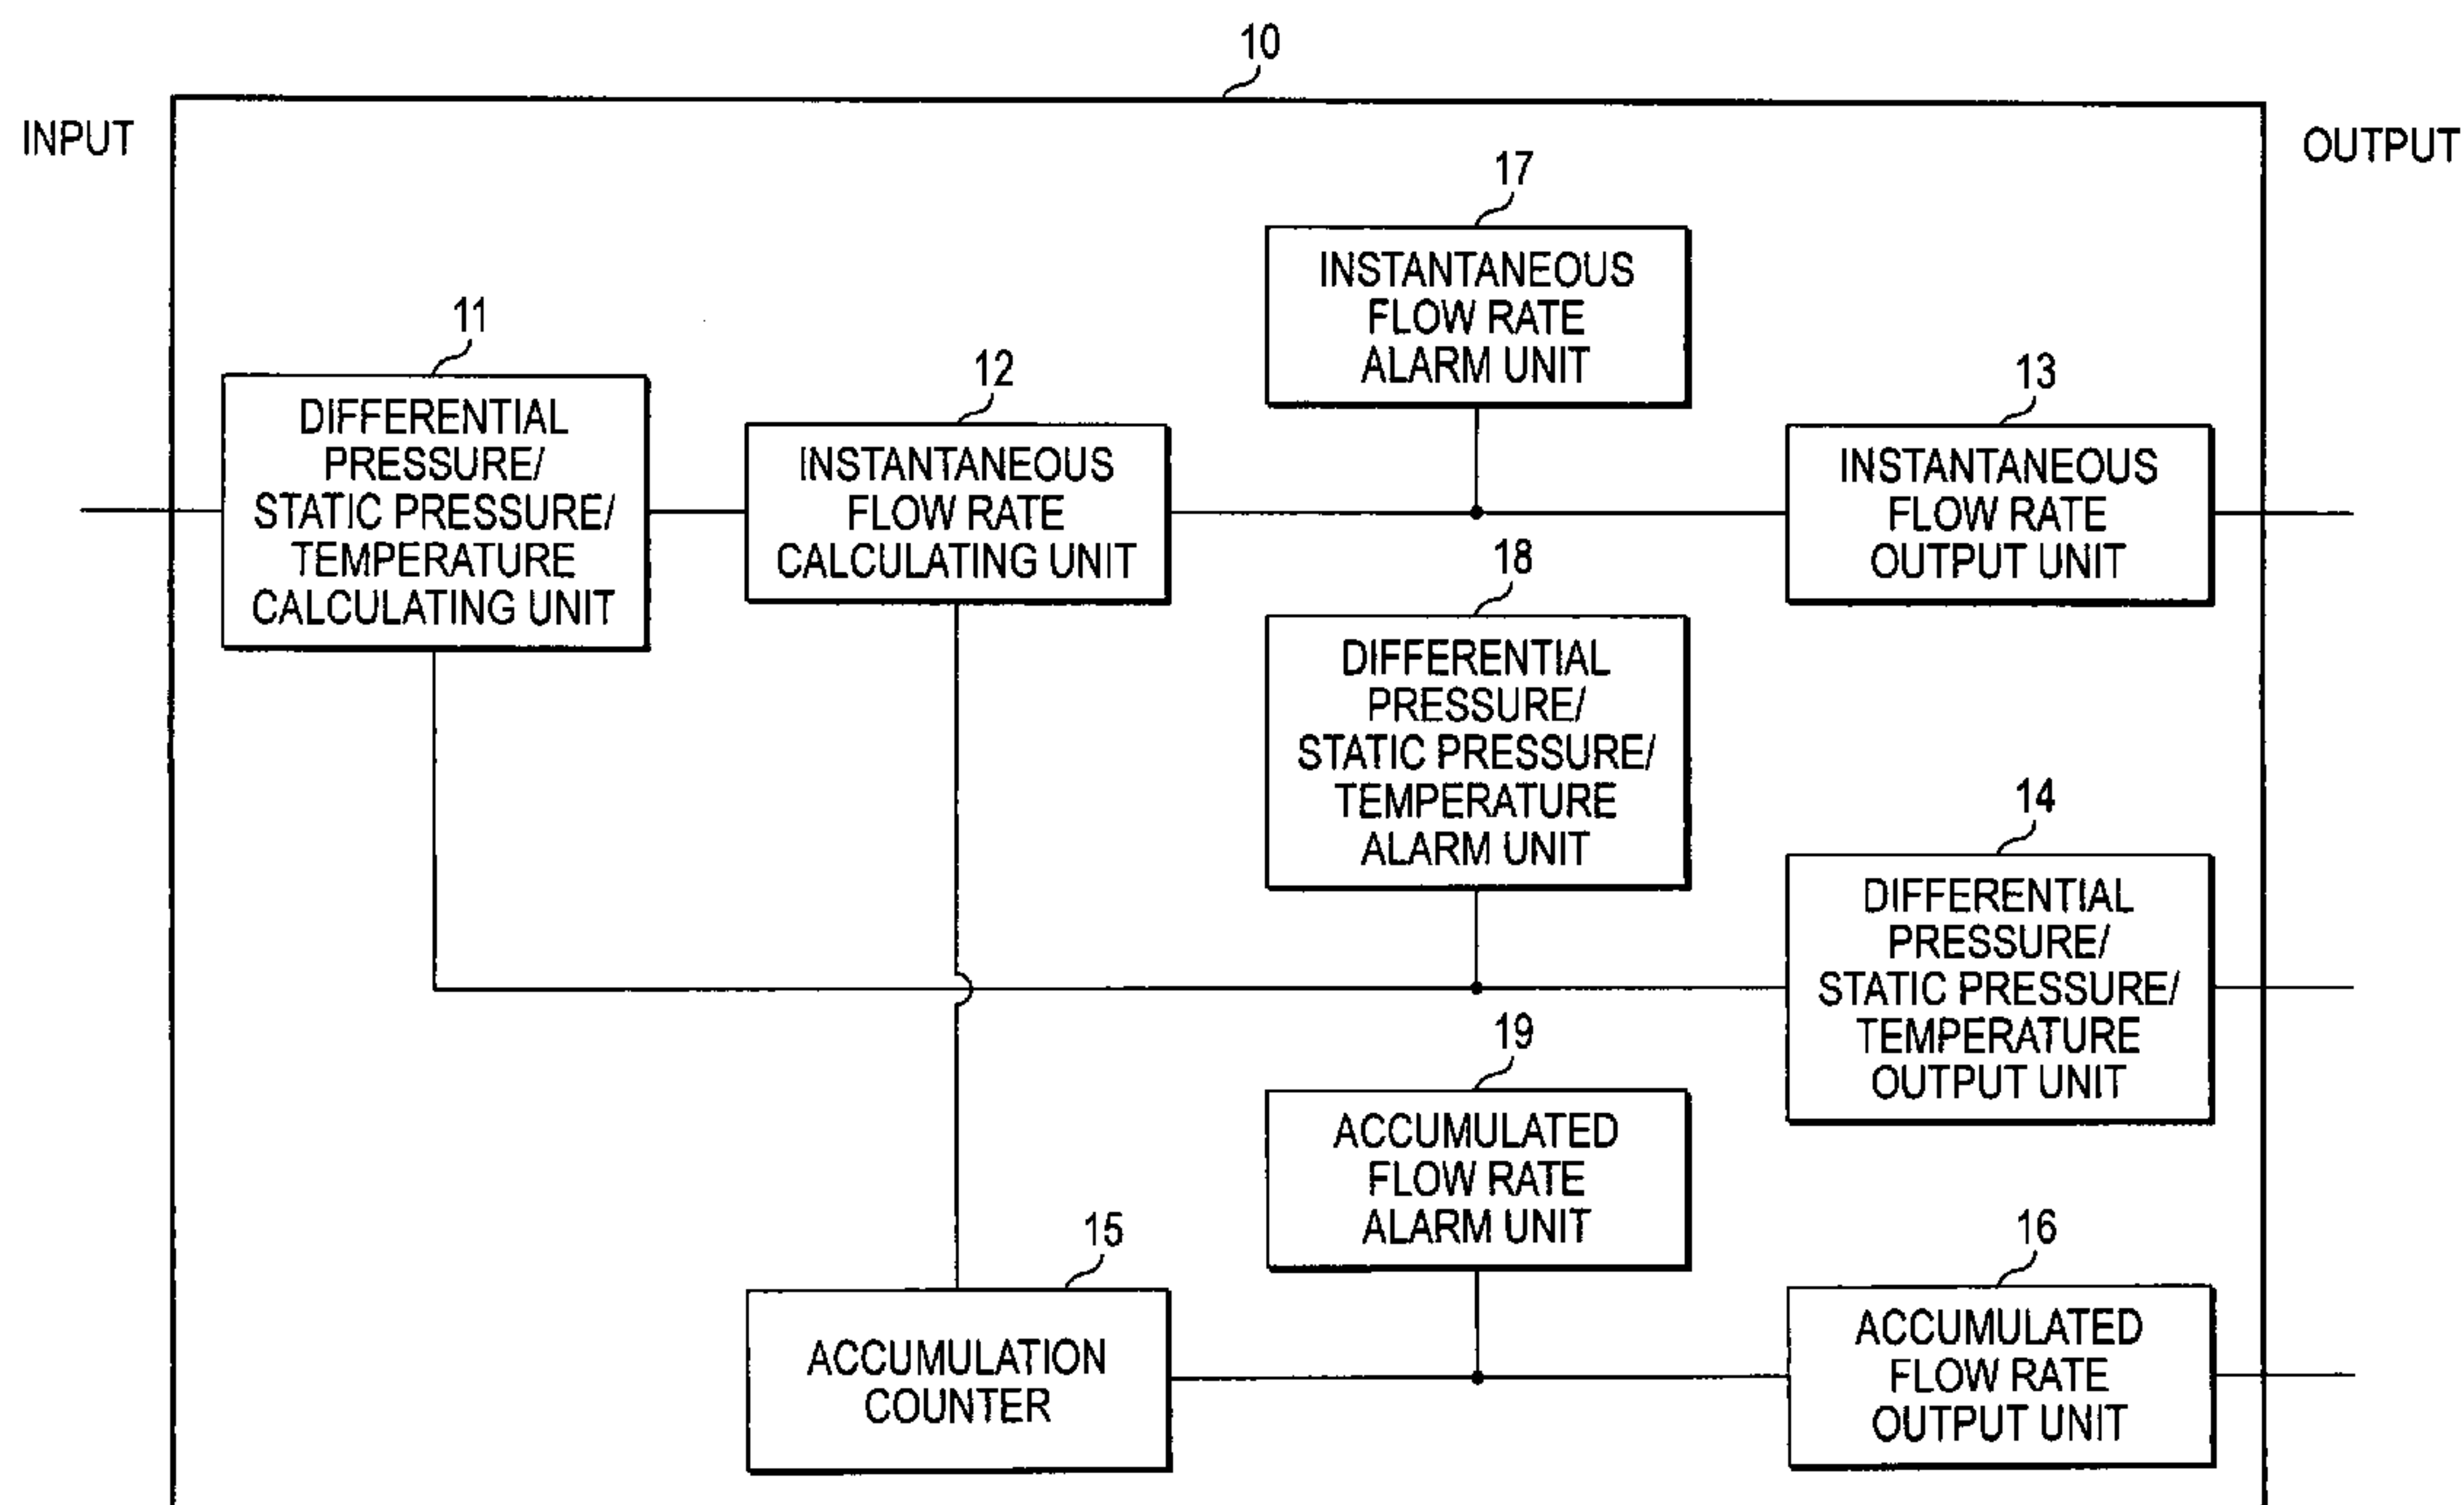 10
INPUT
OUTPUT
17
INSTANTANEOUS
FLOW RATE
ALARM UNIT
11
DIFFERENTIAL
PRESSURE/
STATIC PRESSURE/
TEMPERATURE
CALCULATING UNIT
12
INSTANTANEOUS
FLOW RATE
CALCULATING UNIT
13
INSTANTANEOUS
FLOW RATE
OUTPUT UNIT
18
DIFFERENTIAL
PRESSURE/
STATIC PRESSURE/
TEMPERATURE
ALARM UNIT
14
DIFFERENTIAL
PRESSURE/
STATIC PRESSURE/
TEMPERATURE
OUTPUT UNIT
19
ACCUMULATED
FLOW RATE
ALARM UNIT
15
ACCUMULATION
COUNTER
16
ACCUMULATED
FLOW RATE
OUTPUT UNIT